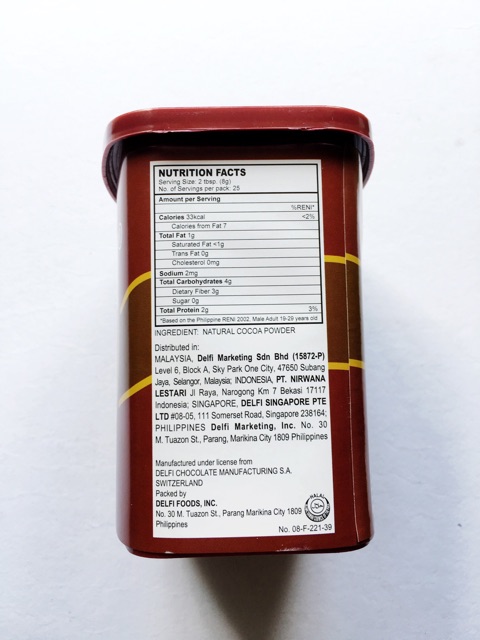 NUTRITION FACTS
Serving Size: 2 tbsp. (8g)
No. of Servings per pack: 25
Amount per Serving
%RENI*
Calories 33kcal <2%
Calories from Fat 7
Total Fat 1g
Saturated Fat <1g
Trans Fat 0g
Cholesterol 0mg
Sodium 2mg
Total Carbohydrates 4g
Dietary Fiber 3g
Sugar 0g
Total Protein 2g 3%
*Based on the Philippine RENI 2002, Male Adult 19-29 years old
INGREDIENT: NATURAL COCOA POWDER
Distributed in:
MALAYSIA, Delfi Marketing Sdn Bhd (15872-P)
Level 6, Block A, Sky Park One City, 47650 Subang
Jaya, Selangor, Malaysia; INDONESIA, PT. NIRWANA
LESTARI Jl Raya, Narogong Km 7 Bekasi 17117
Indonesia; SINGAPORE, DELFI SINGAPORE PTE
LTD #08-05, 111 Somerset Road, Singapore 238164;
PHILIPPINES Delfi Marketing, Inc. No. 30
M. Tuazon St., Parang, Marikina City 1809 Philippines
Manufactured under license from
DELFI CHOCOLATE MANUFACTURING S.A.
SWITZERLAND
Packed by
DELFI FOODS, INC.
No. 30 M. Tuazon St., Parang Marikina City 1809
Philippines
HALAL
No. 08-F-221-39